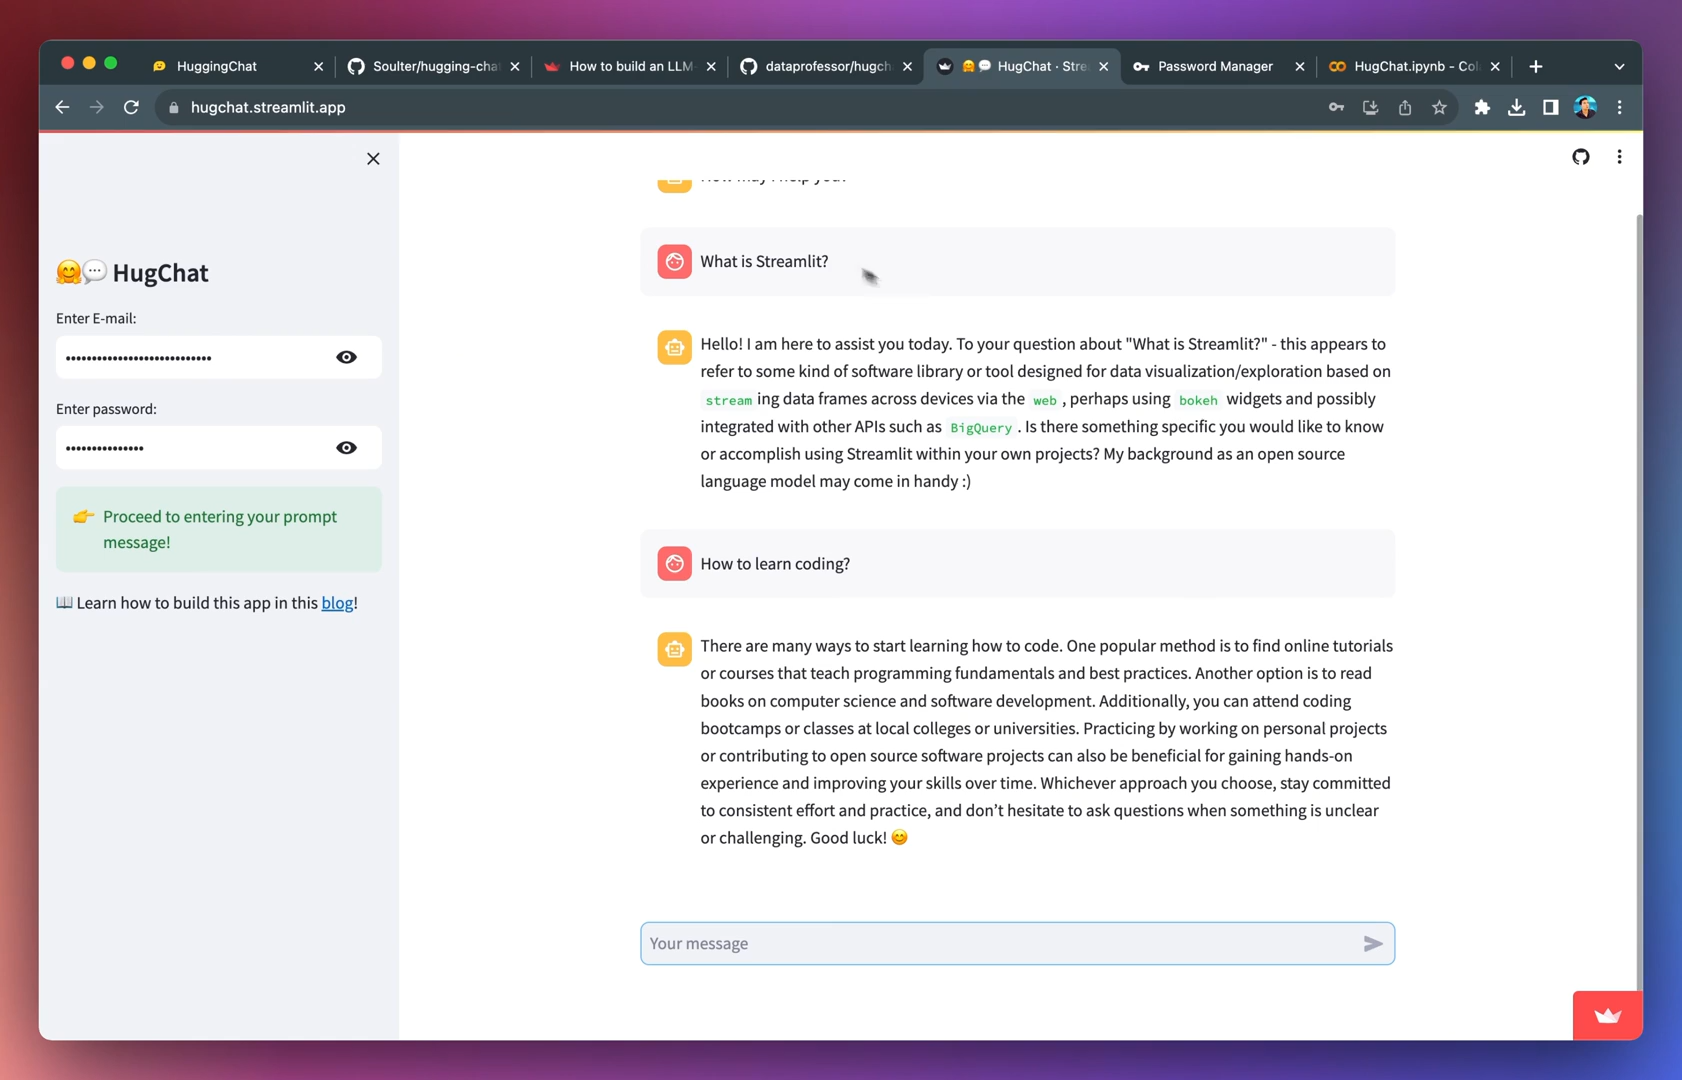 HuggingChat
Soulter/hugging-cha
How to build an LLM-
dataprofessor/hugch
HugChat · Stre
Password Manager
HugChat.ipynb - Col
hugchat.streamlit.app
HugChat
Enter E-mail:
Enter password:
Proceed to entering your prompt
message!
Learn how to build this app in this blog!
How may I help you?
What is Streamlit?
Hello! I am here to assist you today. To your question about "What is Streamlit?" - this appears to
refer to some kind of software library or tool designed for data visualization/exploration based on
stream ing data frames across devices via the web , perhaps using bokeh widgets and possibly
integrated with other APIs such as BigQuery . Is there something specific you would like to know
or accomplish using Streamlit within your own projects? My background as an open source
language model may come in handy :)
How to learn coding?
There are many ways to start learning how to code. One popular method is to find online tutorials
or courses that teach programming fundamentals and best practices. Another option is to read
books on computer science and software development. Additionally, you can attend coding
bootcamps or classes at local colleges or universities. Practicing by working on personal projects
or contributing to open source software projects can also be beneficial for gaining hands-on
experience and improving your skills over time. Whichever approach you choose, stay committed
to consistent effort and practice, and don’t hesitate to ask questions when something is unclear
or challenging. Good luck! 😊
Your message